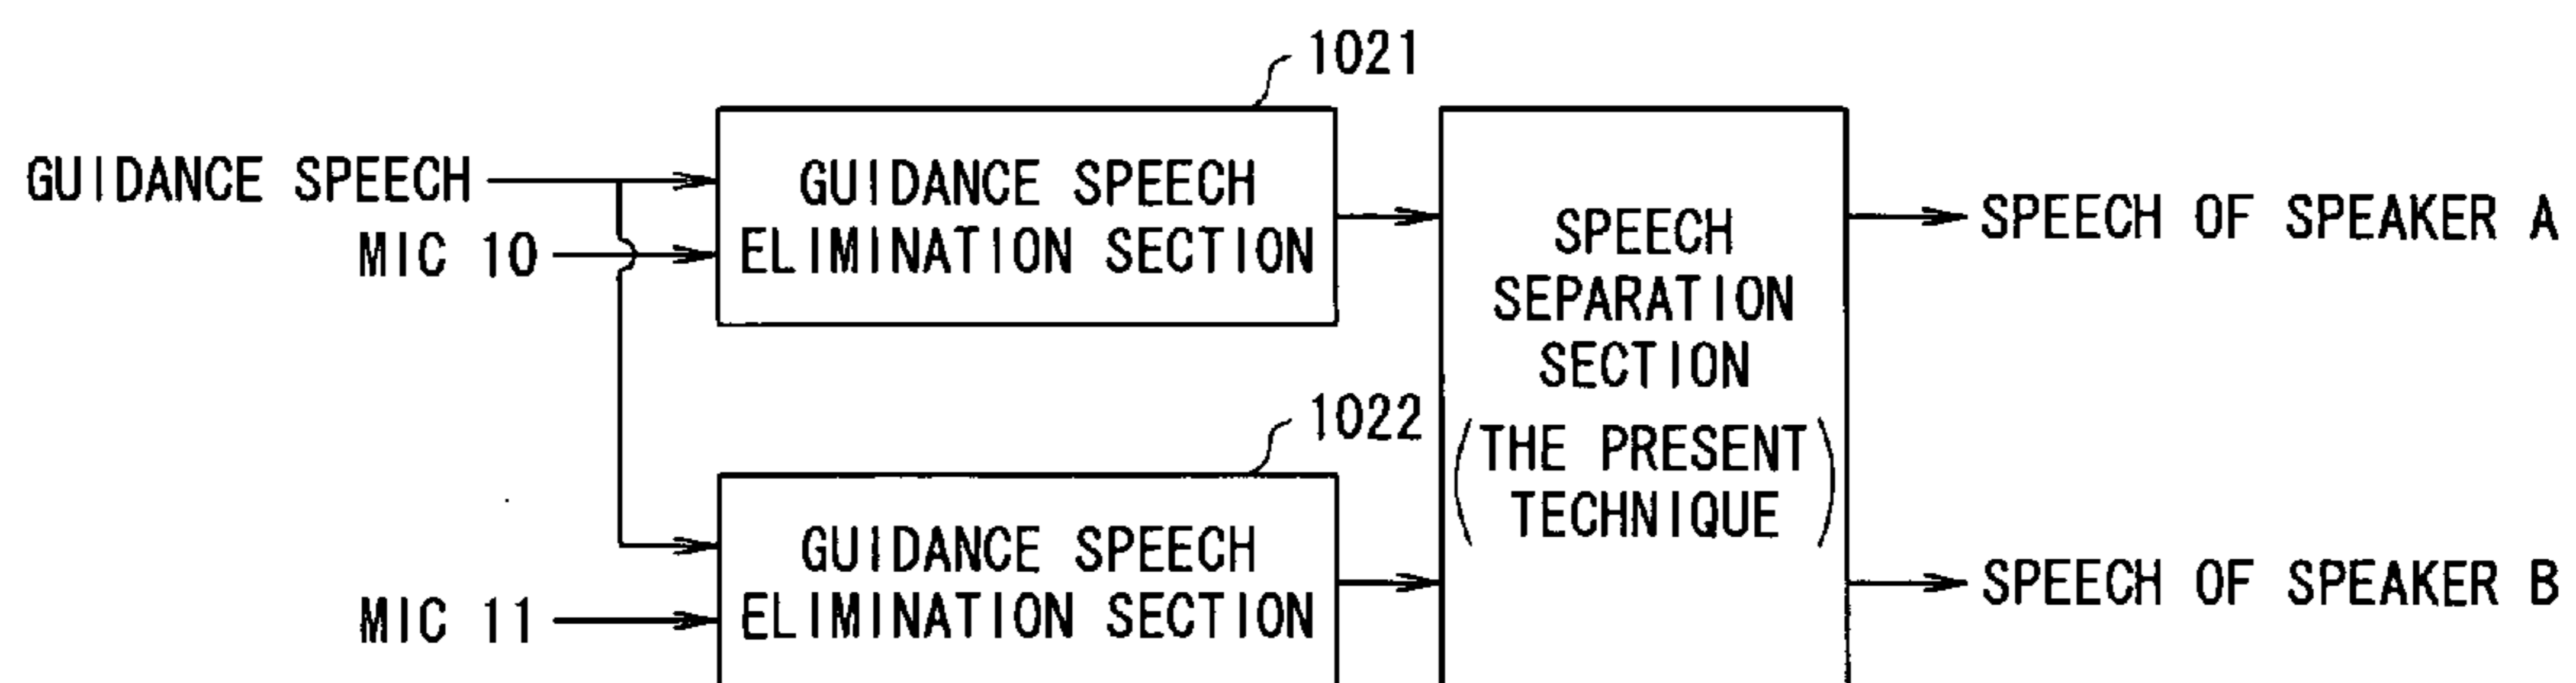 1021
GUIDANCE SPEECH
MIC 10
GUIDANCE SPEECH
ELIMINATION SECTION
SPEECH
SEPARATION
SECTION
(THE PRESENT
TECHNIQUE)
SPEECH OF SPEAKER A
1022
MIC 11
GUIDANCE SPEECH
ELIMINATION SECTION
SPEECH OF SPEAKER B